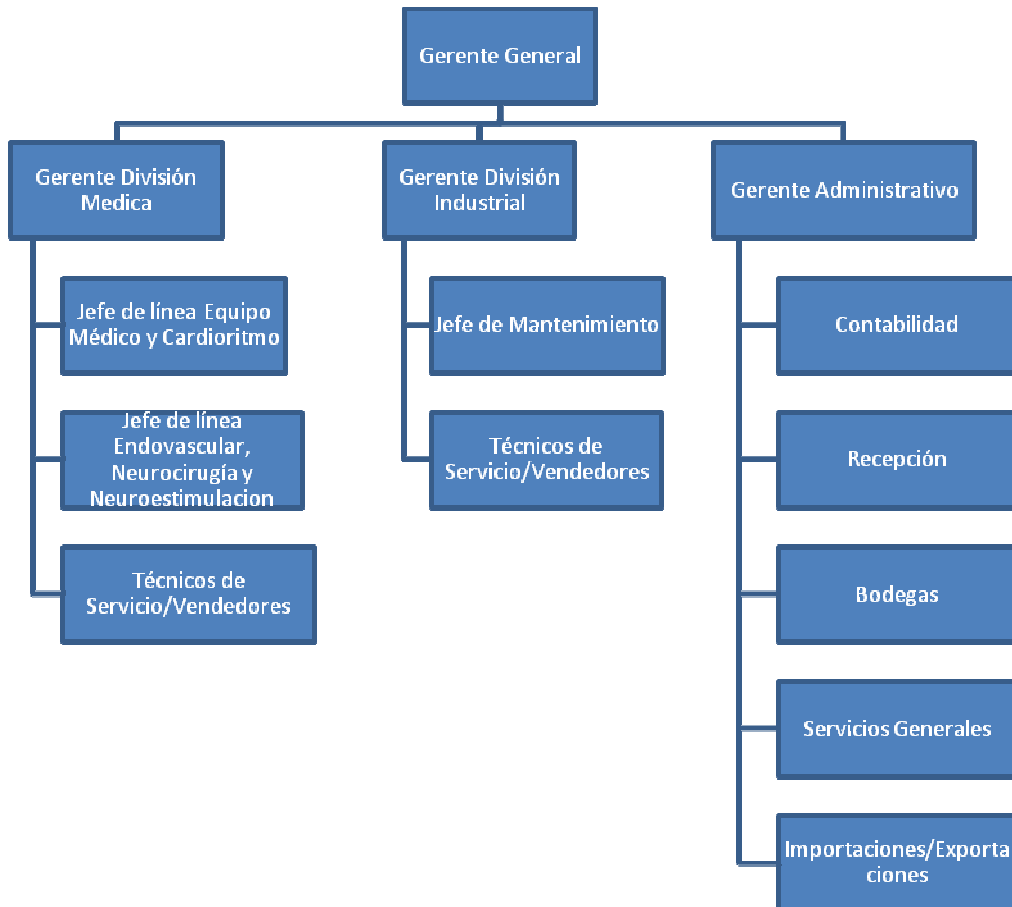 Gerente General
Gerente División
Medica
Gerente División
Industrial
Gerente Administrativo
Jefe de línea Equipo
Médico y Cardioritmo
Jefe de línea
Endovascular,
Neurocirugía y
Neuroestimulacion
Técnicos de
Servicio/Vendedores
Jefe de Mantenimiento
Técnicos de
Servicio/Vendedores
Contabilidad
Recepción
Bodegas
Servicios Generales
Importaciones/Exporta
ciones